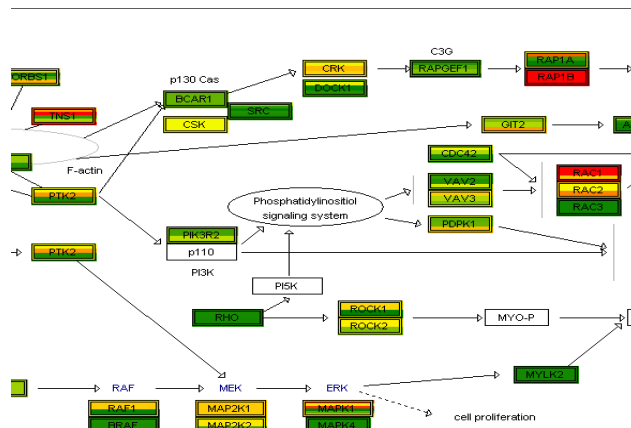 C3G
CRK
RAPGEF1
RAP1A
RAP1B
ORBS1
p130 Cas
DOCK1
BCAR1
SRC
CSK
TNS1
GIT2
A
F-actin
CDC42
VAV2
VAV3
RAC1
RAC2
RAC3
PTK2
Phosphatidylinositiol
signaling system
PDPK1
PIK3R2
p110
PI3K
PTK2
PI5K
RHO
ROCK1
ROCK2
MYO-P
MYLK2
RAF
MEK
ERK
RAF1
BRAF
MAP2K1
MAP2K2
MAPK1
MAPK4
cell proliferation